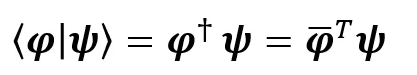 ⟨𝝋|𝝍⟩ = 𝝋† 𝝍 = 𝝋̅ᵀ𝝍